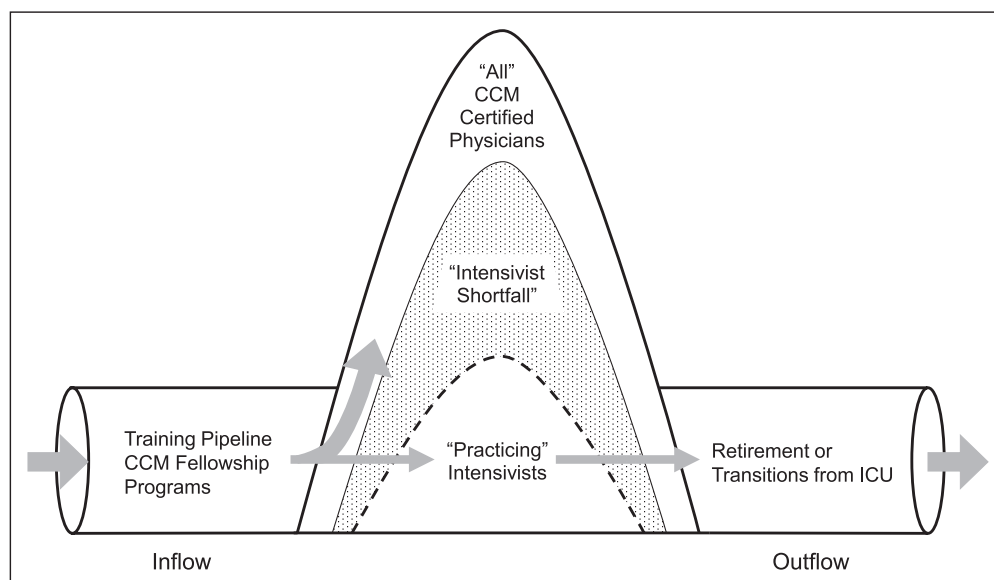 “All”
CCM
Certified
Physicians
“Intensivist
Shortfall”
Training Pipeline
CCM Fellowship
Programs
“Practicing”
Intensivists
Retirement or
Transitions from ICU
Inflow
Outflow